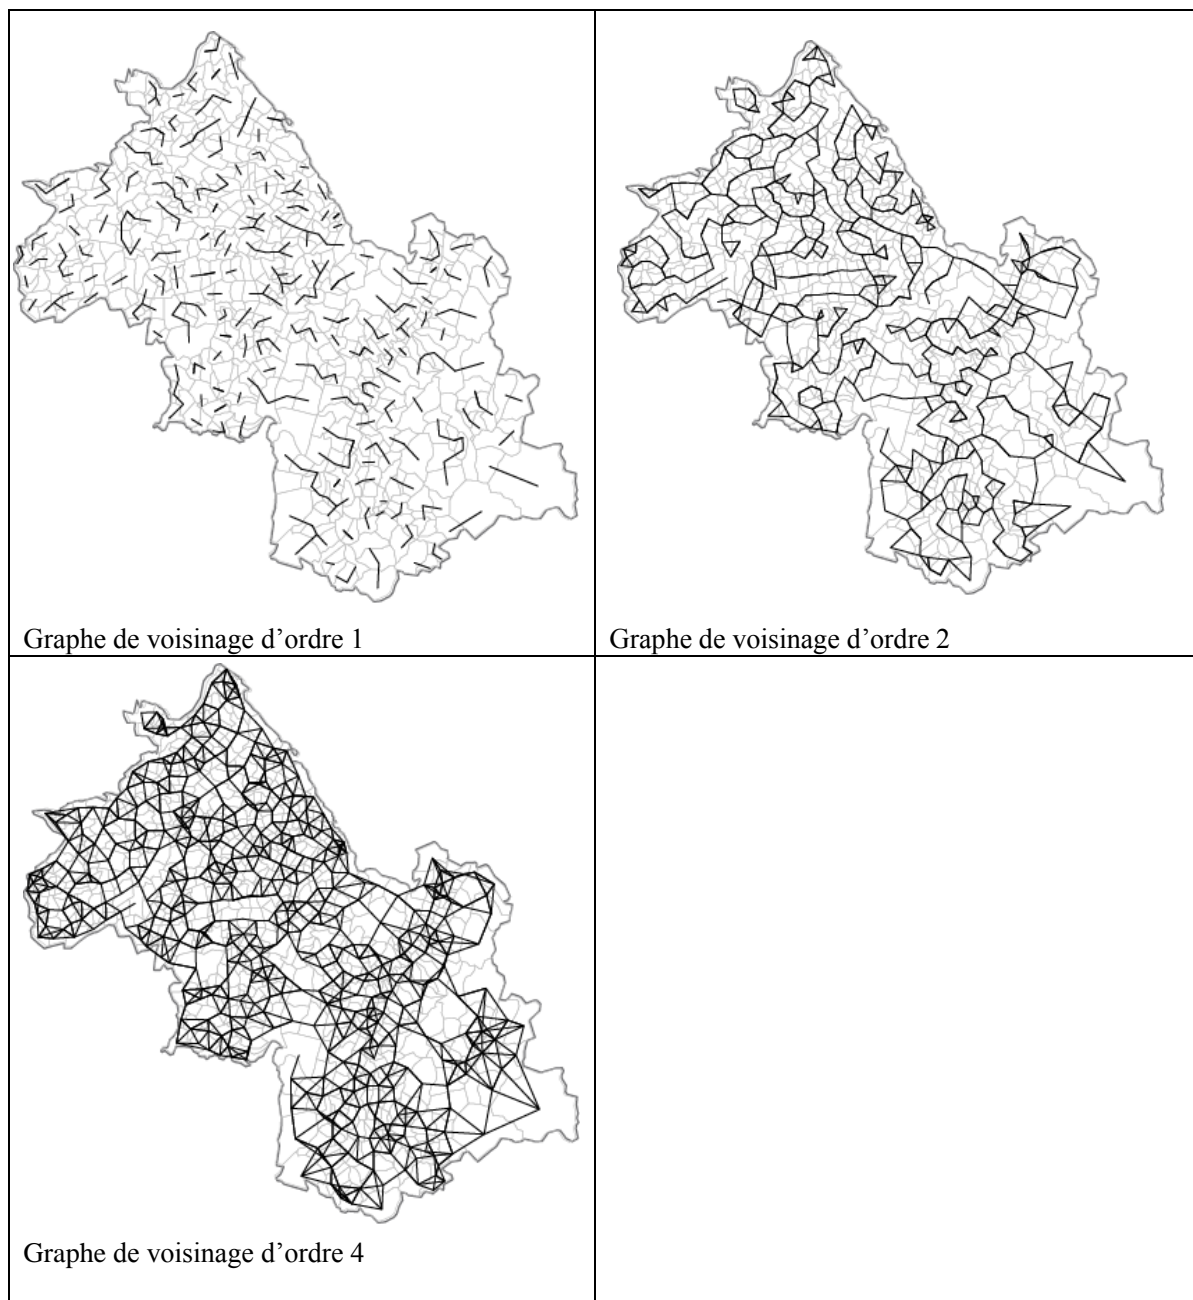 Graphe de voisinage d’ordre 1
Graphe de voisinage d’ordre 2
Graphe de voisinage d’ordre 4